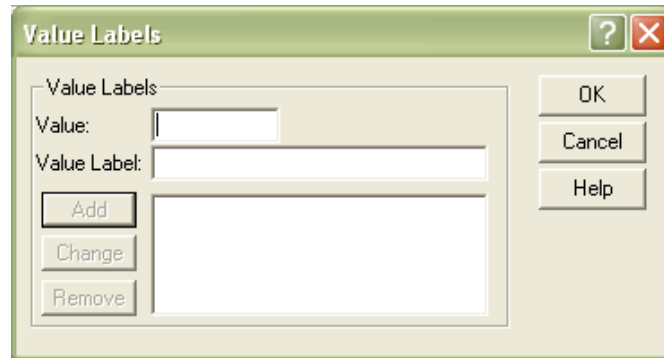 Value Labels
?
Value Labels
Value:
Value Label:
Add
Change
Remove
OK
Cancel
Help